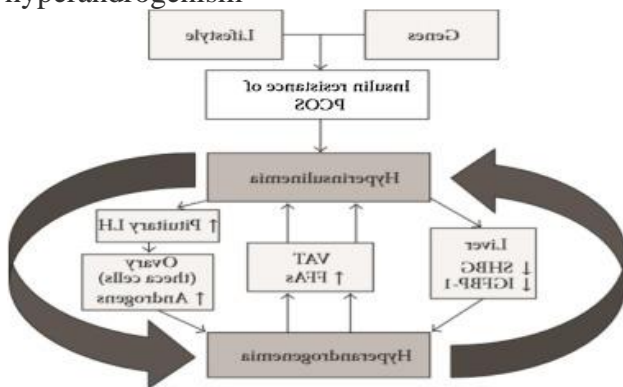 hyperandrogenism
Lifestyle
Genes
Insulin resistance of
PCOS
Hyperinsulinemia
↑ Pituitary LH
Ovary
(theca cells)
↑ Androgens
VAT
↑ FFAs
Liver
↓ SHBG
↓ IGFBP-1
Hyperandrogenemia